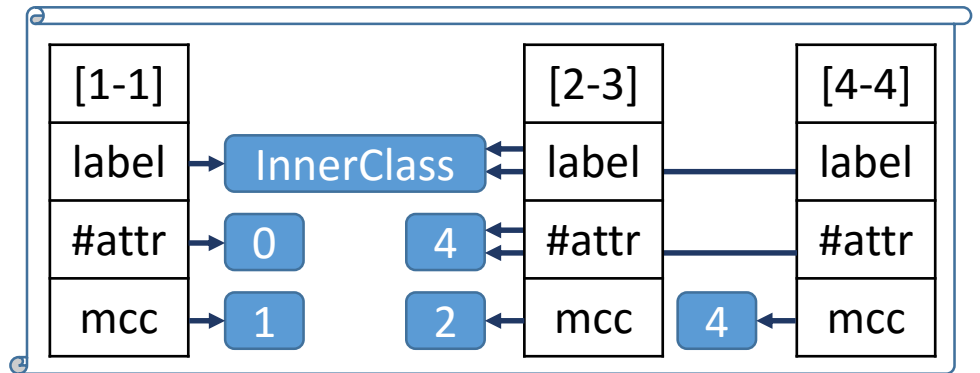 [1-1] [2-3] [4-4]
label InnerClass label label
#attr 0 4 #attr #attr
mcc 1 2 mcc 4 mcc